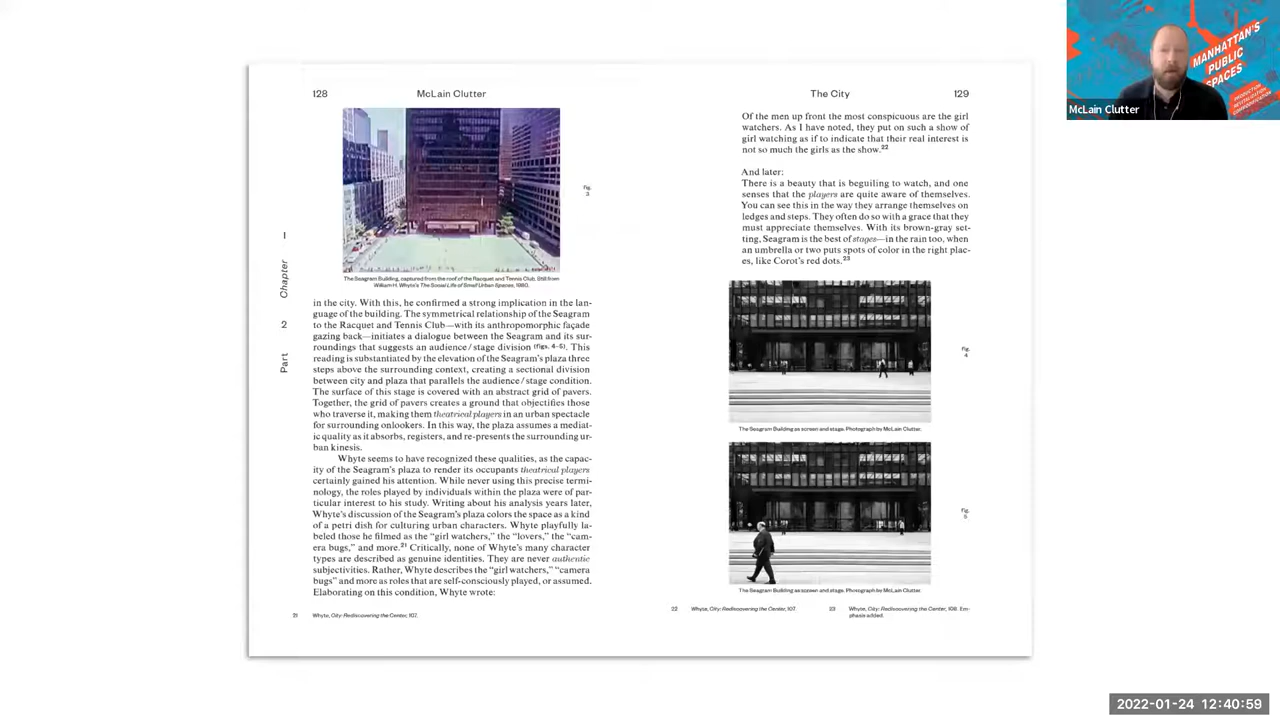 128
McLain Clutter
Fig.
3
The Seagram Building, captured from the roof of the Racquet and Tennis Club. Still from
William H. Whyte's The Social Life of Small Urban Spaces, 1980.
in the city. With this, he confirmed a strong implication in the lan-
guage of the building. The symmetrical relationship of the Seagram
to the Racquet and Tennis Club—with its anthropomorphic façade
gazing back—initiates a dialogue between the Seagram and its sur-
roundings that suggests an audience/stage division (figs. 4–5). This
reading is substantiated by the elevation of the Seagram's plaza three
steps above the surrounding context, creating a sectional division
between city and plaza that parallels the audience/stage condition.
The surface of this stage is covered with an abstract grid of pavers.
Together, the grid of pavers creates a ground that objectifies those
who traverse it, making them theatrical players in an urban spectacle
for surrounding onlookers. In this way, the plaza assumes a mediat-
ic quality as it absorbs, registers, and re-presents the surrounding ur-
ban kinesis.
Whyte seems to have recognized these qualities, as the capac-
ity of the Seagram's plaza to render its occupants theatrical players
certainly gained his attention. While never using this precise termi-
nology, the roles played by individuals within the plaza were of par-
ticular interest to his study. Writing about his analysis years later,
Whyte's discussion of the Seagram's plaza colors the space as a kind
of a petri dish for culturing urban characters. Whyte playfully la-
beled those he filmed as the “girl watchers,” the “lovers,” the “cam-
era bugs,” and more.21 Critically, none of Whyte's many character
types are described as genuine identities. They are never authentic
subjectivities. Rather, Whyte describes the “girl watchers,” “camera
bugs” and more as roles that are self-consciously played, or assumed.
Elaborating on this condition, Whyte wrote:
21 Whyte, City: Rediscovering the Center, 107.
Part 2 Chapter 1
The City
129
Of the men up front the most conspicuous are the girl
watchers. As I have noted, they put on such a show of
girl watching as if to indicate that their real interest is
not so much the girls as the show.22
And later:
There is a beauty that is beguiling to watch, and one
senses that the players are quite aware of themselves.
You can see this in the way they arrange themselves on
ledges and steps. They often do so with a grace that they
must appreciate themselves. With its brown-gray set-
ting, Seagram is the best of stages—in the rain too, when
an umbrella or two puts spots of color in the right plac-
es, like Corot's red dots.23
Fig.
4
The Seagram Building as screen and stage. Photograph by McLain Clutter.
Fig.
5
The Seagram Building as screen and stage. Photograph by McLain Clutter.
22 Whyte, City: Rediscovering the Center, 107.
23 Whyte, City: Rediscovering the Center, 108. Em-
phasis added.
MANHATTAN'S
PUBLIC
SPACES
PRODUCTION
REVITALIZATION
COMMODIFICATION
McLain Clutter
2022-01-24 12:40:59